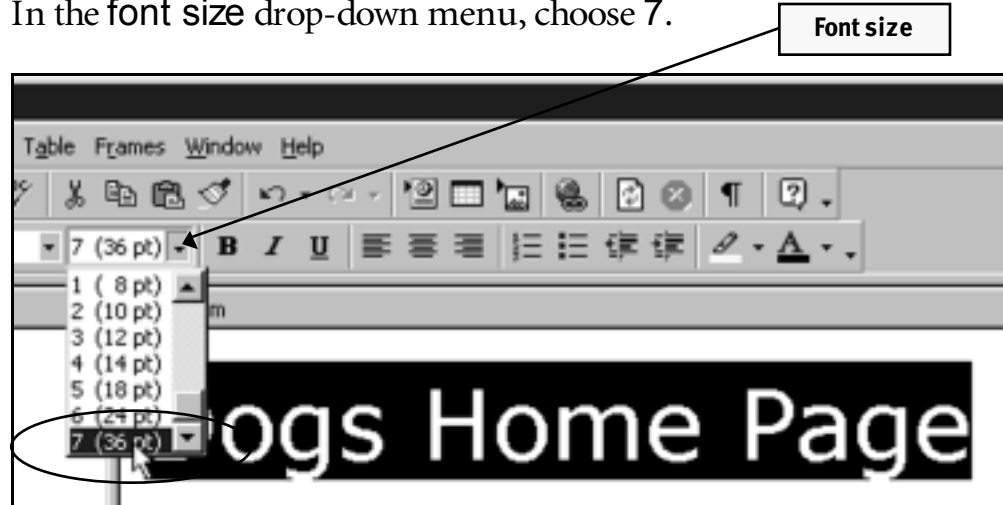 In the font size drop-down menu, choose 7.
Font size
Table Frames Window Help
7 (36 pt) B I U A
1 ( 8 pt)
2 (10 pt)
m
3 (12 pt)
4 (14 pt)
5 (18 pt)
6 (24 pt)
7 (36 pt)
ogs Home Page